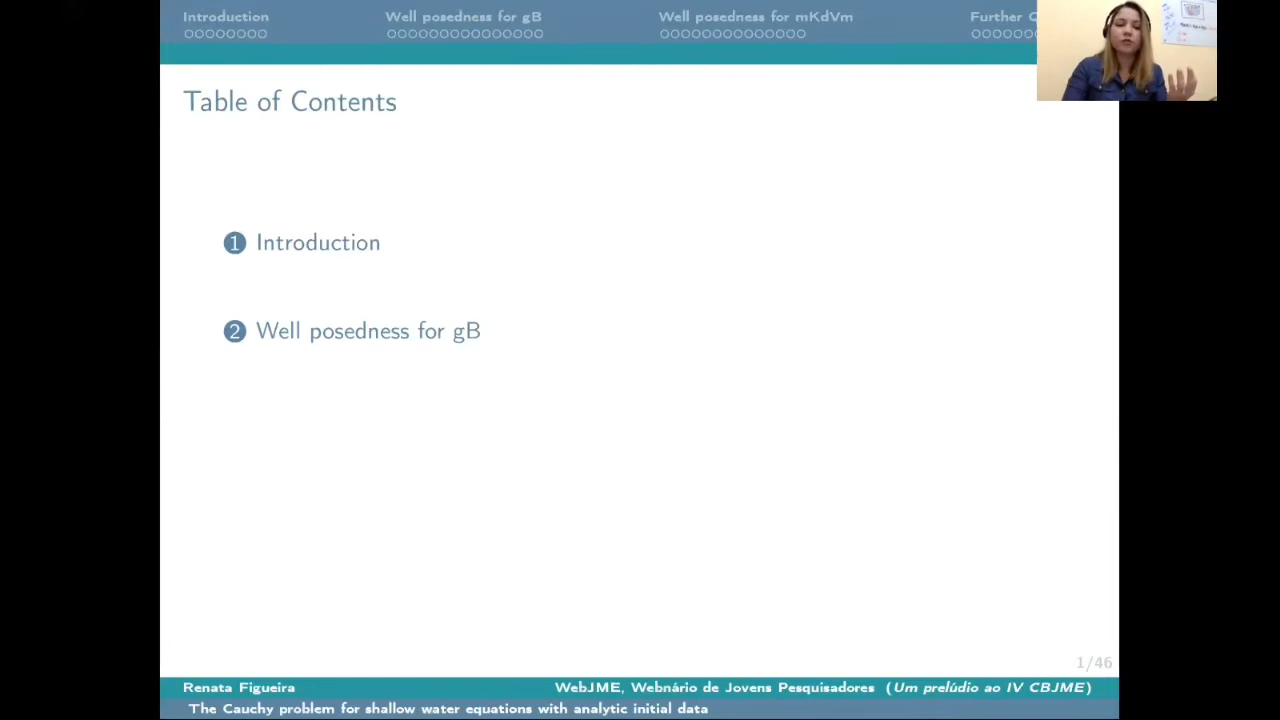 Introduction
Well posedness for gB
Well posedness for mKdVm
Further
Table of Contents
1 Introduction
2 Well posedness for gB
1/46
Renata Figueira
WebJME, Webnário de Jovens Pesquisadores (Um prelúdio ao IV CBJME)
The Cauchy problem for shallow water equations with analytic initial data